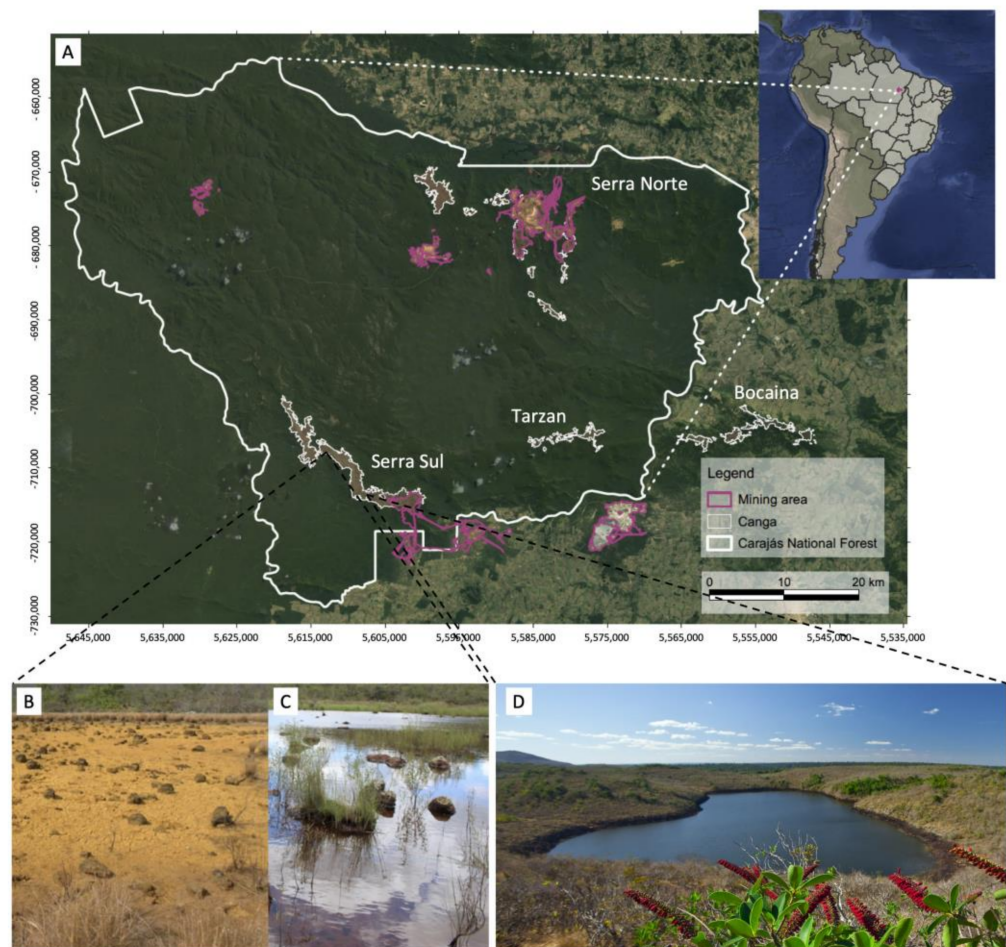 A
- 660,000
- 670,000
- 680,000
-690,000
-700,000
-710,000
-720,000
-730,000
Serra Norte
Tarzan
Bocaina
Serra Sul
Legend
Mining area
Canga
Carajás National Forest
0 10 20 km
5,645,000 5,635,000 5,625,000 5,615,000 5,605,000 5,595,000 5,585,000 5,575,000 5,565,000 5,555,000 5,545,000 5,535,000
B
C
D